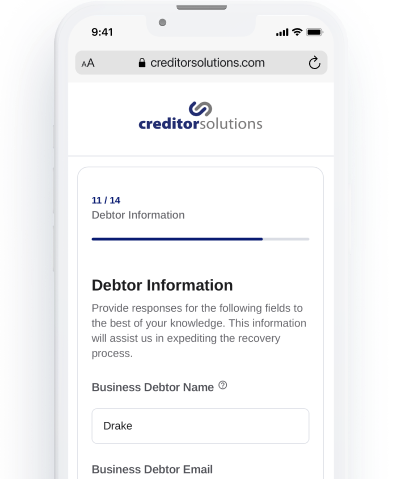 9:41
AA
creditorsolutions.com
creditorsolutions
11 / 14
Debtor Information
Debtor Information
Provide responses for the following fields to
the best of your knowledge. This information
will assist us in expediting the recovery
process.
Business Debtor Name ?
Drake
Business Debtor Email